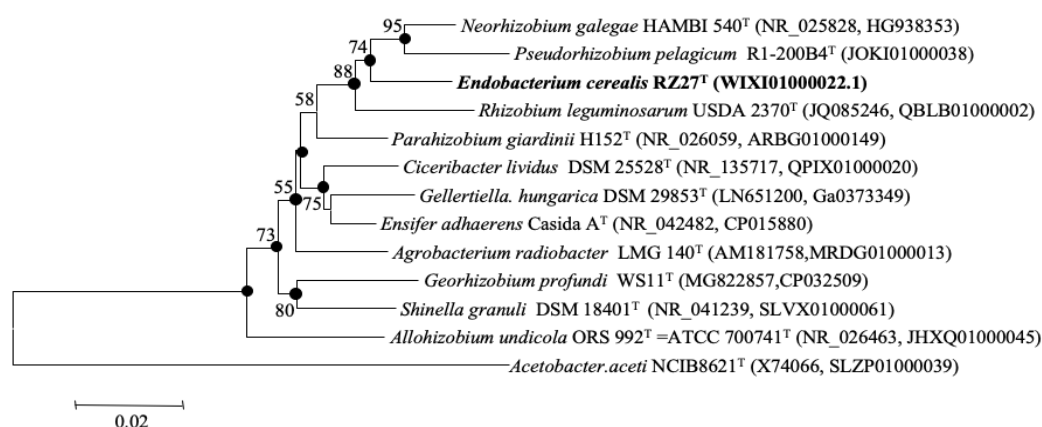 95 Neorhizobium galegae HAMBI 540ᵀ (NR_025828, HG938353)
74 Pseudorhizobium pelagicum R1-200B4ᵀ (JOKI01000038)
88 Endobacterium cerealis RZ27ᵀ (WIXI01000022.1)
58 Rhizobium leguminosarum USDA 2370ᵀ (JQ085246, QBLB01000002)
Parahizobium giardinii H152ᵀ (NR_026059, ARBG01000149)
Ciceribacter lividus DSM 25528ᵀ (NR_135717, QPIX01000020)
55 75 Gellertiella. hungarica DSM 29853ᵀ (LN651200, Ga0373349)
Ensifer adhaerens Casida Aᵀ (NR_042482, CP015880)
73 Agrobacterium radiobacter LMG 140ᵀ (AM181758,MRDG01000013)
Georhizobium profundi WS11ᵀ (MG822857,CP032509)
80 Shinella granuli DSM 18401ᵀ (NR_041239, SLVX01000061)
Allohizobium undicola ORS 992ᵀ =ATCC 700741ᵀ (NR_026463, JHXQ01000045)
Acetobacter.aceti NCIB8621ᵀ (X74066, SLZP01000039)
0.02